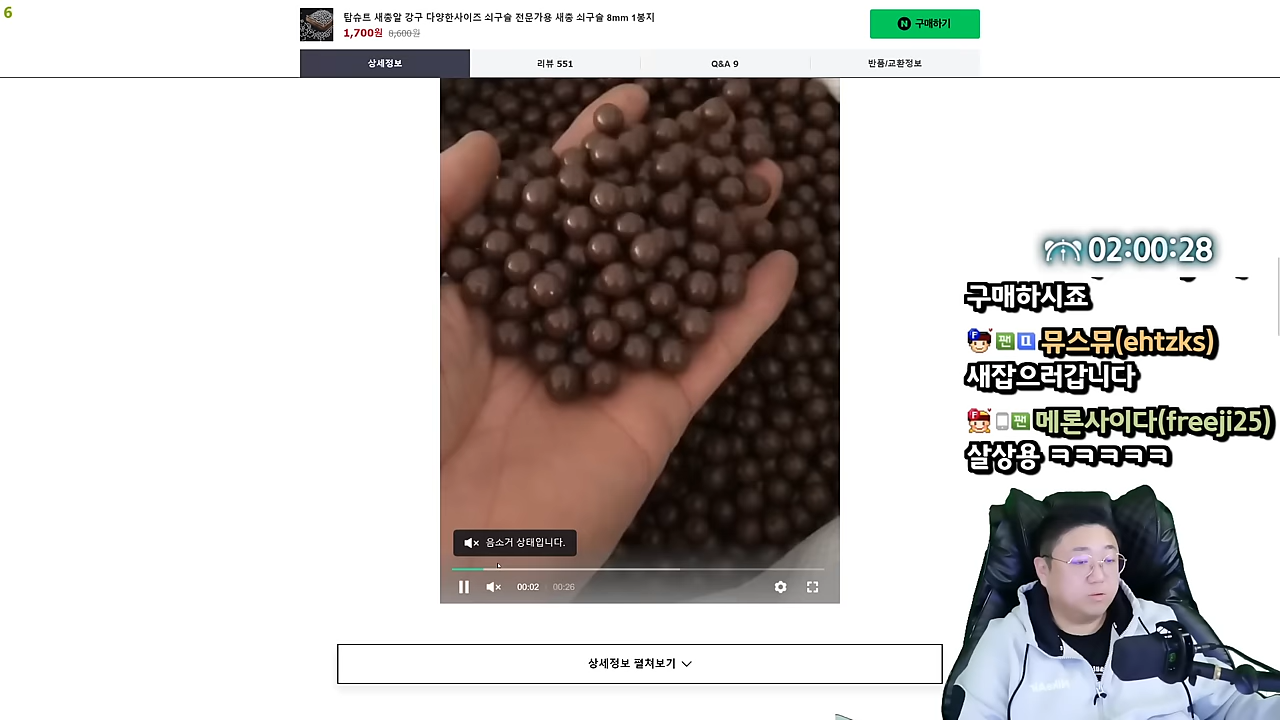 6
탑슈트 새총알 강구 다양한사이즈 쇠구슬 전문가용 새총 쇠구슬 8mm 1봉지
1,700원 8,600원
N 구매하기
상세정보 리뷰 551 Q&A 9 반품/교환정보
02:00:28
구매하시죠
뮤스뮤(ehtzks)
새잡으러갑니다
메론사이다(freeji25)
살상용 ㅋㅋㅋㅋㅋ
음소거 상태입니다.
00:02 00:26
상세정보 펼쳐보기